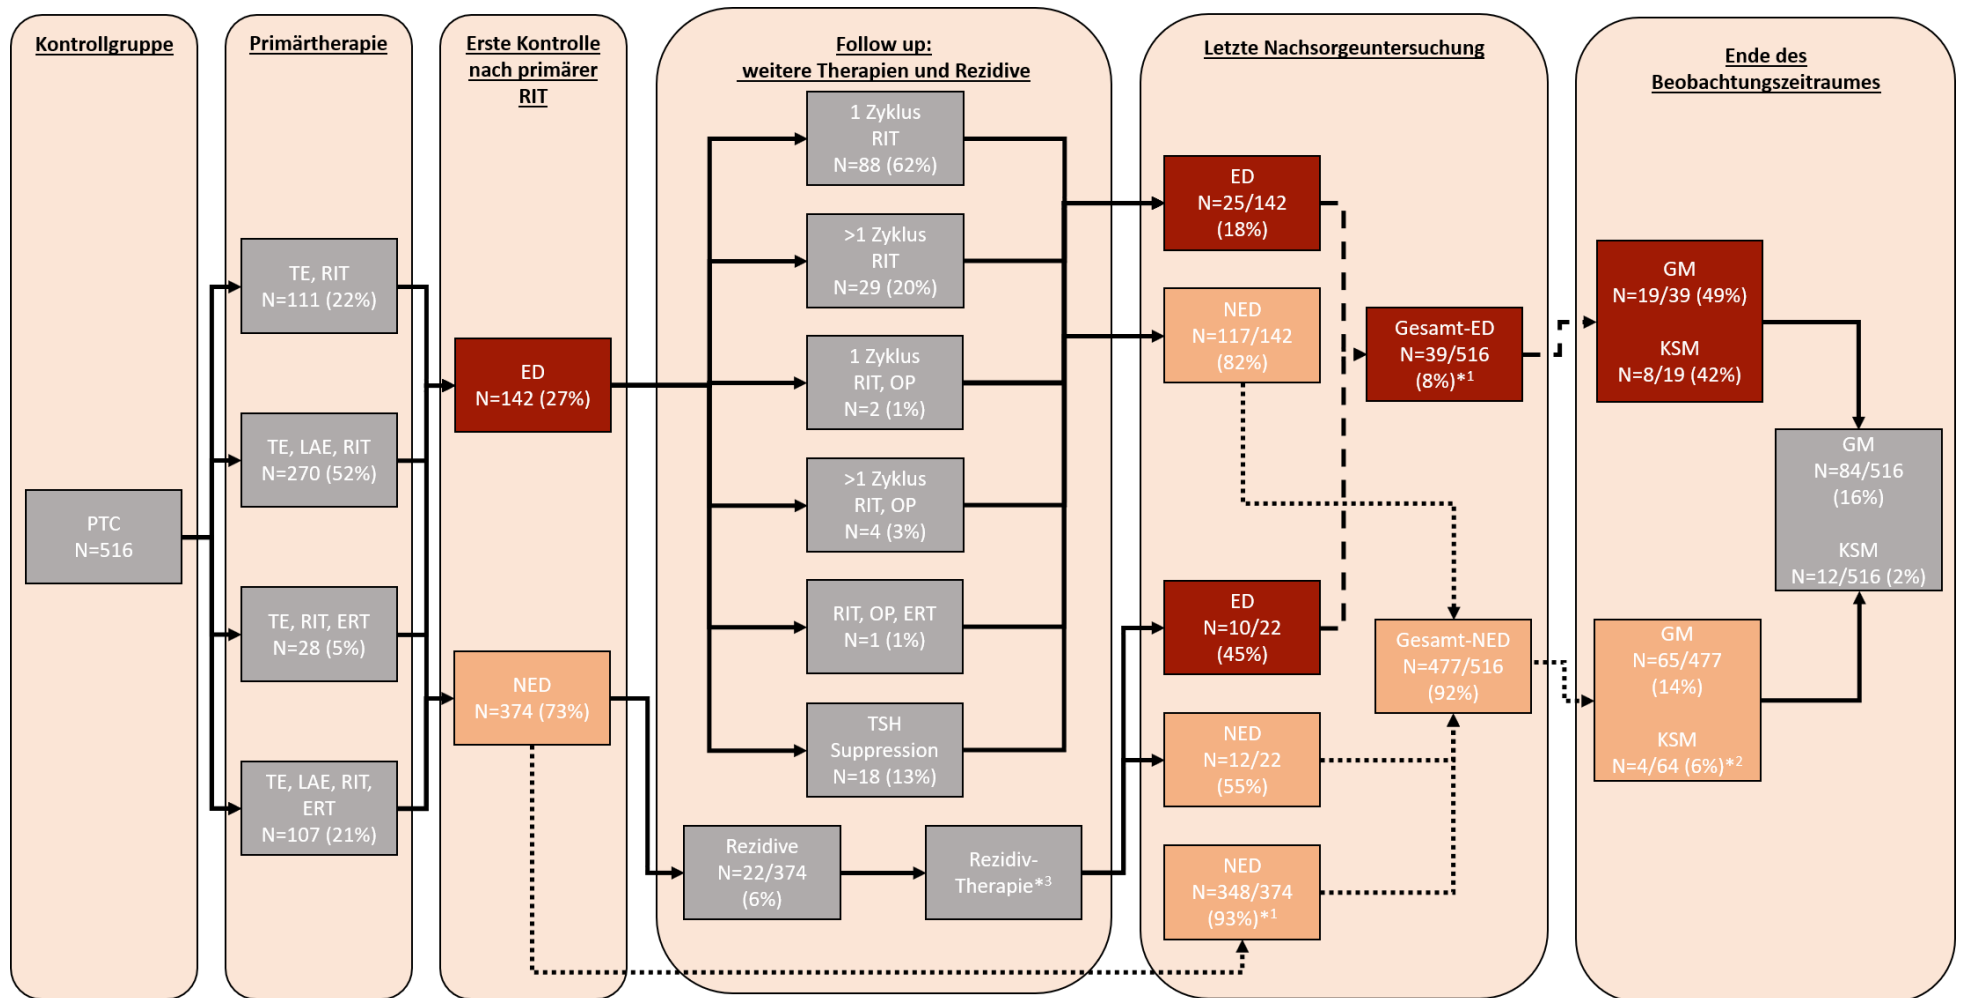 Kontrollgruppe
PTC
N=516
Primärtherapie
TE, RIT
N=111 (22%)
TE, LAE, RIT
N=270 (52%)
TE, RIT, ERT
N=28 (5%)
TE, LAE, RIT,
ERT
N=107 (21%)
Erste Kontrolle
nach primärer
RIT
ED
N=142 (27%)
NED
N=374 (73%)
Follow up:
weitere Therapien und Rezidive
1 Zyklus
RIT
N=88 (62%)
>1 Zyklus
RIT
N=29 (20%)
1 Zyklus
RIT, OP
N=2 (1%)
>1 Zyklus
RIT, OP
N=4 (3%)
RIT, OP, ERT
N=1 (1%)
TSH
Suppression
N=18 (13%)
Rezidive
N=22/374
(6%)
Rezidiv-
Therapie*3
Letzte Nachsorgeuntersuchung
ED
N=25/142
(18%)
NED
N=117/142
(82%)
Gesamt-ED
N=39/516
(8%)*1
ED
N=10/22
(45%)
NED
N=12/22
(55%)
NED
N=348/374
(93%)*1
Gesamt-NED
N=477/516
(92%)
Ende des
Beobachtungszeitraumes
GM
N=19/39 (49%)
KSM
N=8/19 (42%)
GM
N=84/516
(16%)
KSM
N=12/516 (2%)
GM
N=65/477
(14%)
KSM
N=4/64 (6%)*2